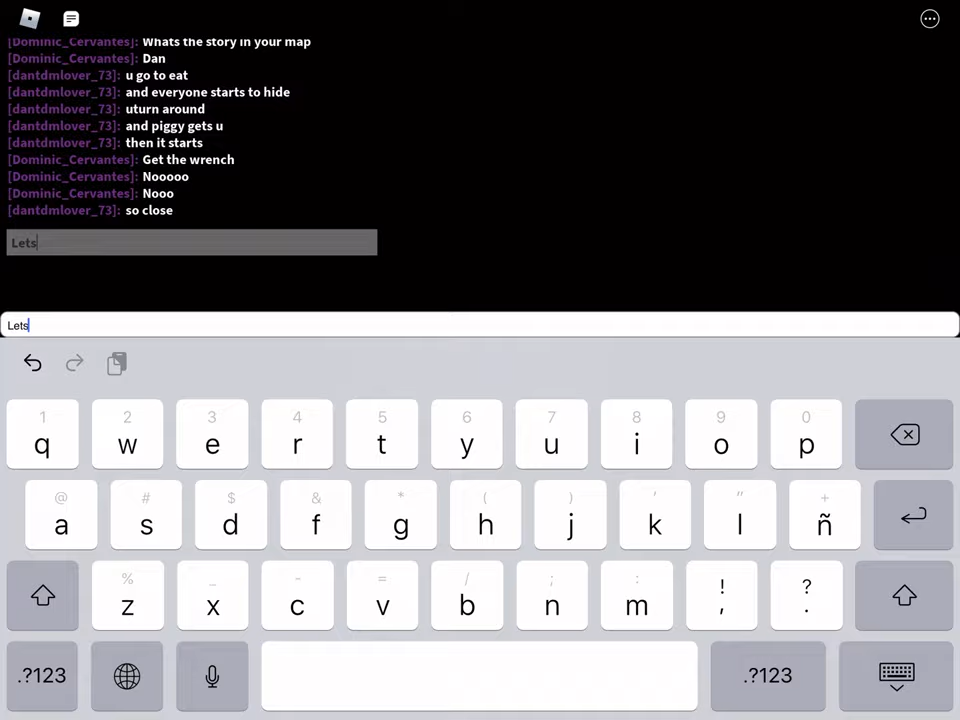 [Dominic_Cervantes]: Whats the story in your map
[Dominic_Cervantes]: Dan
[dantdmlover_73]: u go to eat
[dantdmlover_73]: and everyone starts to hide
[dantdmlover_73]: uturn around
[dantdmlover_73]: and piggy gets u
[dantdmlover_73]: then it starts
[Dominic_Cervantes]: Get the wrench
[Dominic_Cervantes]: Nooooo
[Dominic_Cervantes]: Nooo
[dantdmlover_73]: so close
Lets
Lets
1 2 3 4 5 6 7 8 9 0
q w e r t y u i o p
@ # $ & * ( ) ' " +
a s d f g h j k l ñ
% _ - = / ; : ! ?
z x c v b n m , .
.?123 .?123